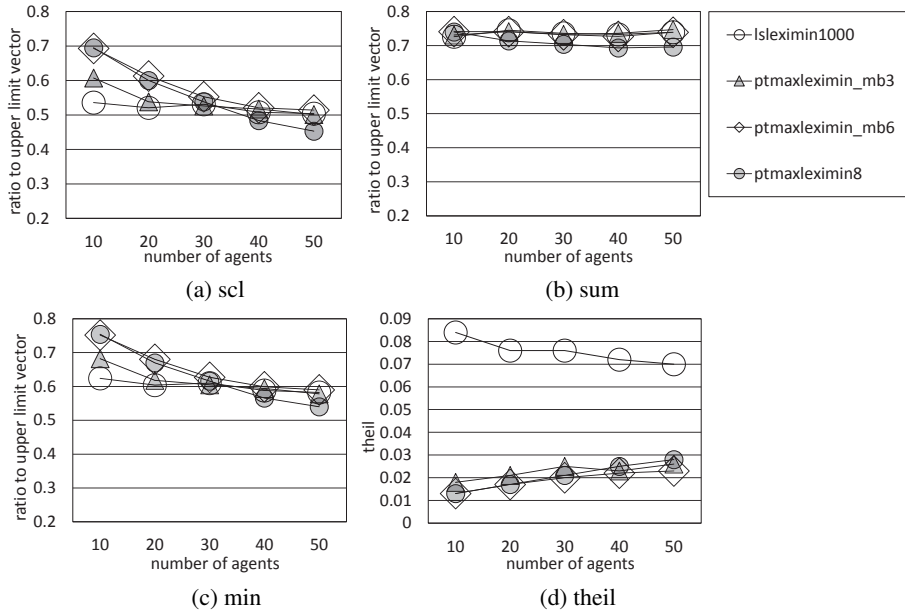 0.8
0.7
0.6
0.5
0.4
0.3
0.2
ratio to upper limit vector
10 20 30 40 50
number of agents
(a) scl
0.8
0.7
0.6
0.5
0.4
0.3
0.2
ratio to upper limit vector
10 20 30 40 50
number of agents
(b) sum
lsleximin1000
ptmaxleximin_mb3
ptmaxleximin_mb6
ptmaxleximin8
0.8
0.7
0.6
0.5
0.4
0.3
0.2
ratio to upper limit vector
10 20 30 40 50
number of agents
(c) min
0.09
0.08
0.07
0.06
0.05
0.04
0.03
0.02
0.01
0
theil
10 20 30 40 50
number of agents
(d) theil